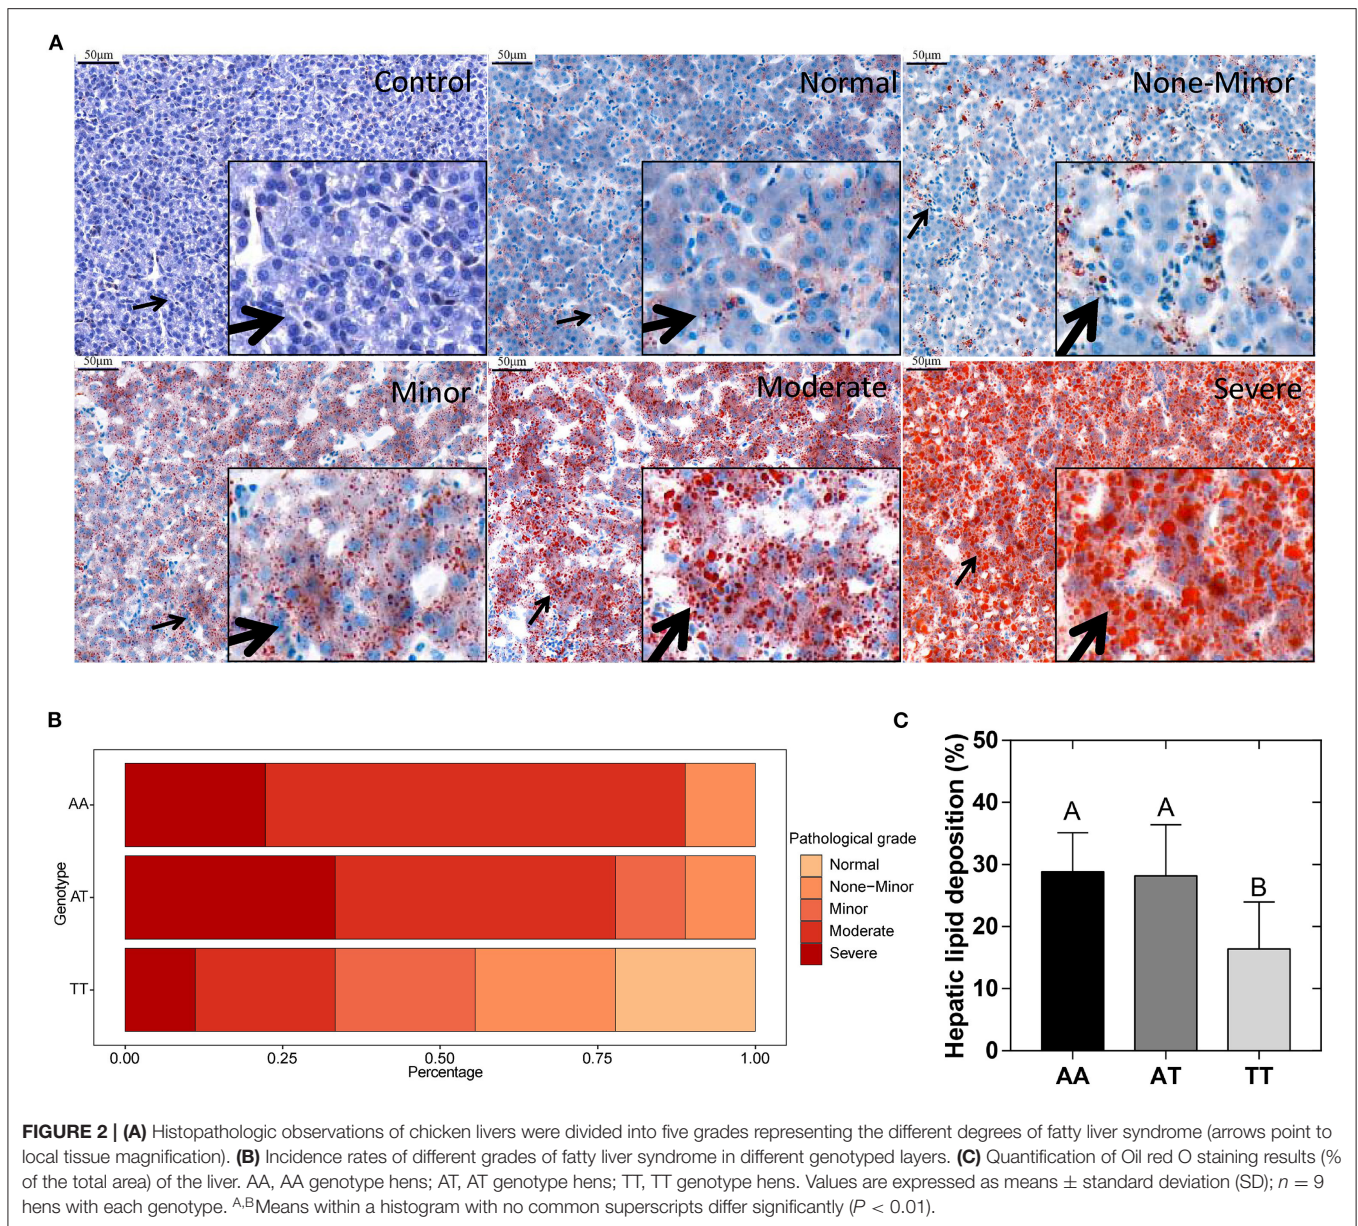 A
50μm
Control
50μm
Normal
50μm
None-Minor
50μm
Minor
50μm
Moderate
50μm
Severe
B
Genotype
AA
AT
TT
0.00 0.25 0.50 0.75 1.00
Percentage
Pathological grade
Normal
None−Minor
Minor
Moderate
Severe
C
Hepatic lipid deposition (%)
50
40
30
20
10
0
A A B
AA AT TT
FIGURE 2 | (A) Histopathologic observations of chicken livers were divided into five grades representing the different degrees of fatty liver syndrome (arrows point to
local tissue magnification). (B) Incidence rates of different grades of fatty liver syndrome in different genotyped layers. (C) Quantification of Oil red O staining results (%
of the total area) of the liver. AA, AA genotype hens; AT, AT genotype hens; TT, TT genotype hens. Values are expressed as means ± standard deviation (SD); n = 9
hens with each genotype. A,BMeans within a histogram with no common superscripts differ significantly (P < 0.01).